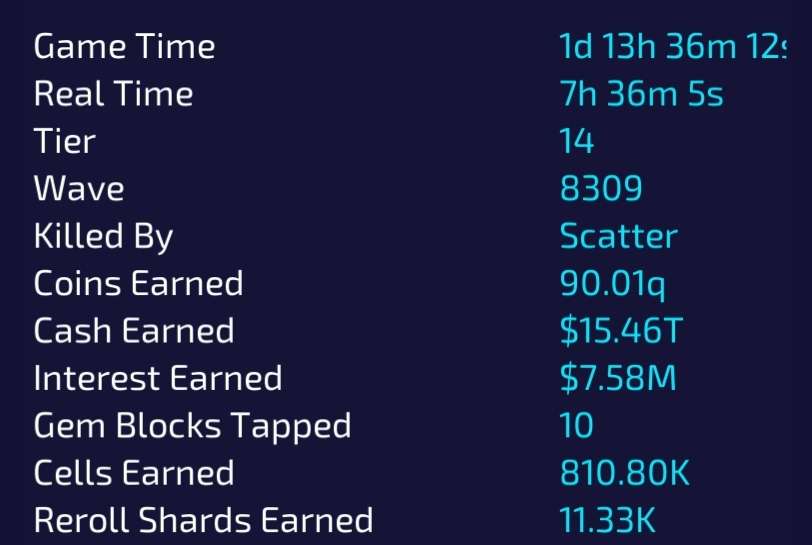 Game Time 1d 13h 36m 12s
Real Time 7h 36m 5s
Tier 14
Wave 8309
Killed By Scatter
Coins Earned 90.01q
Cash Earned $15.46T
Interest Earned $7.58M
Gem Blocks Tapped 10
Cells Earned 810.80K
Reroll Shards Earned 11.33K